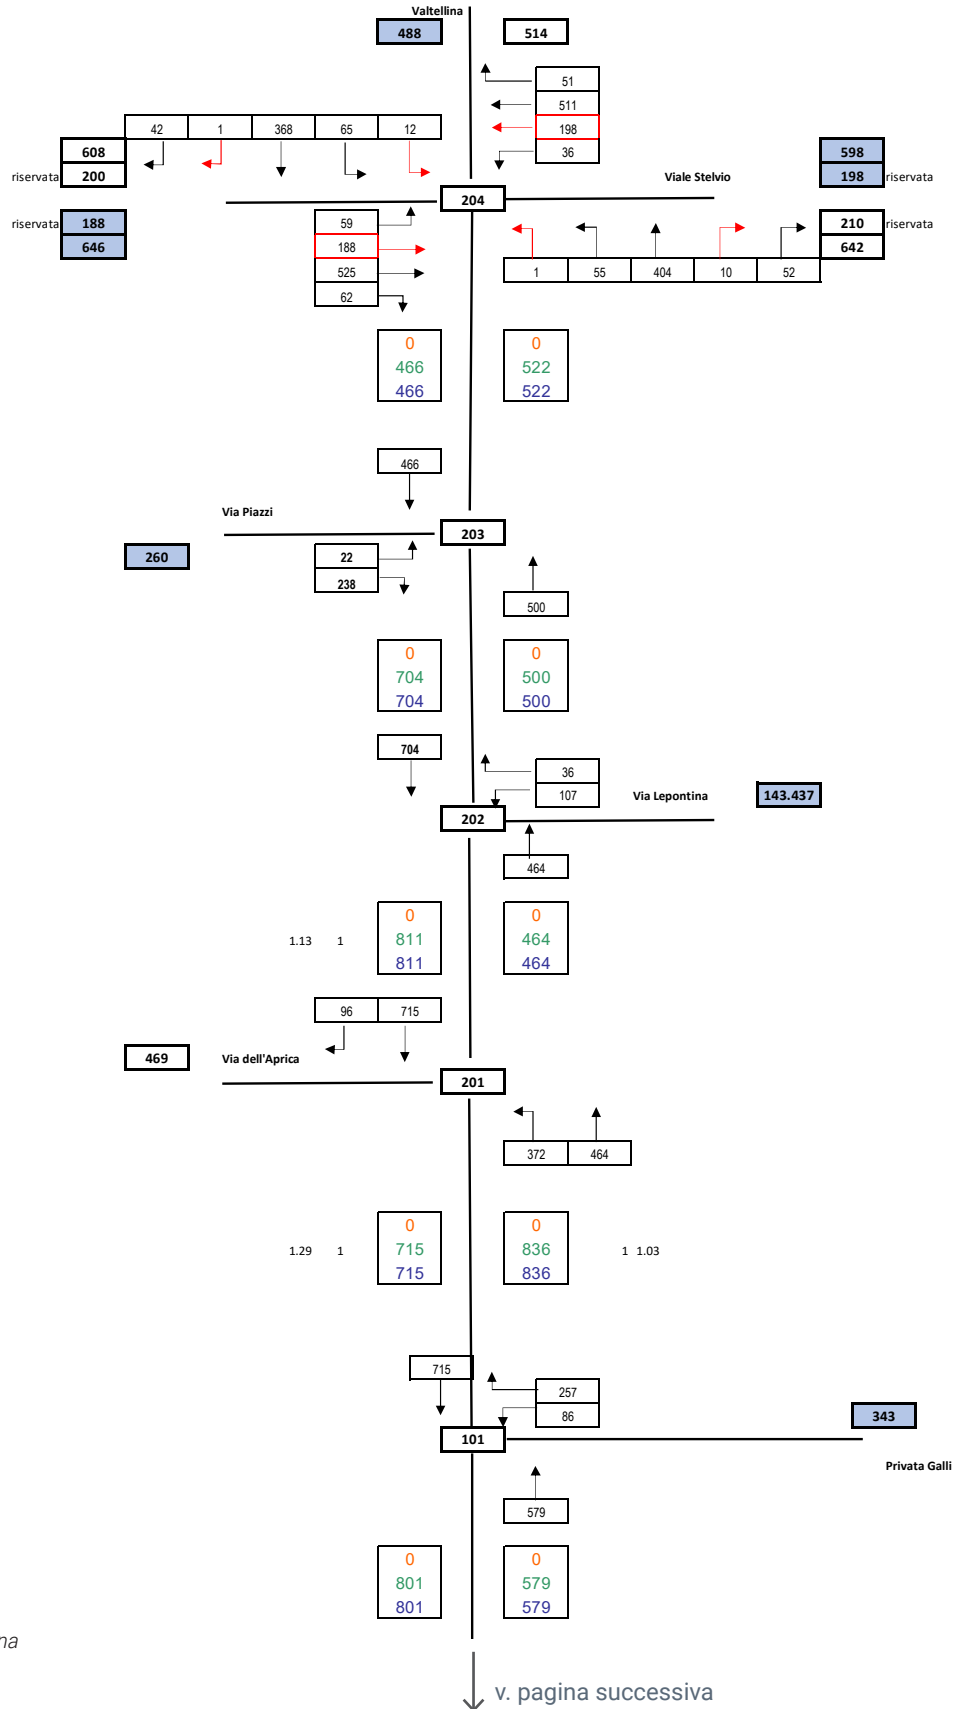 Valtellina
488 514
51
511
198
36
42 1 368 65 12
608
riservata 200
598
198 riservata
Viale Stelvio
204
riservata 188
646
210 riservata
642
59
188
525
62
1 55 404 10 52
0 0
466 522
466 522
466
Via Piazzi
203
260
22
238
500
0 0
704 500
704 500
704
36
107
Via Lepontina 143.437
202
464
0 0
1.13 1 811 464
811 464
96 715
469 Via dell'Aprica
201
372 464
0 0
1.29 1 715 836 1 1.03
715 836
715
257
86
343
101
Privata Galli
579
0 0
801 579
801 579
na
v. pagina successiva